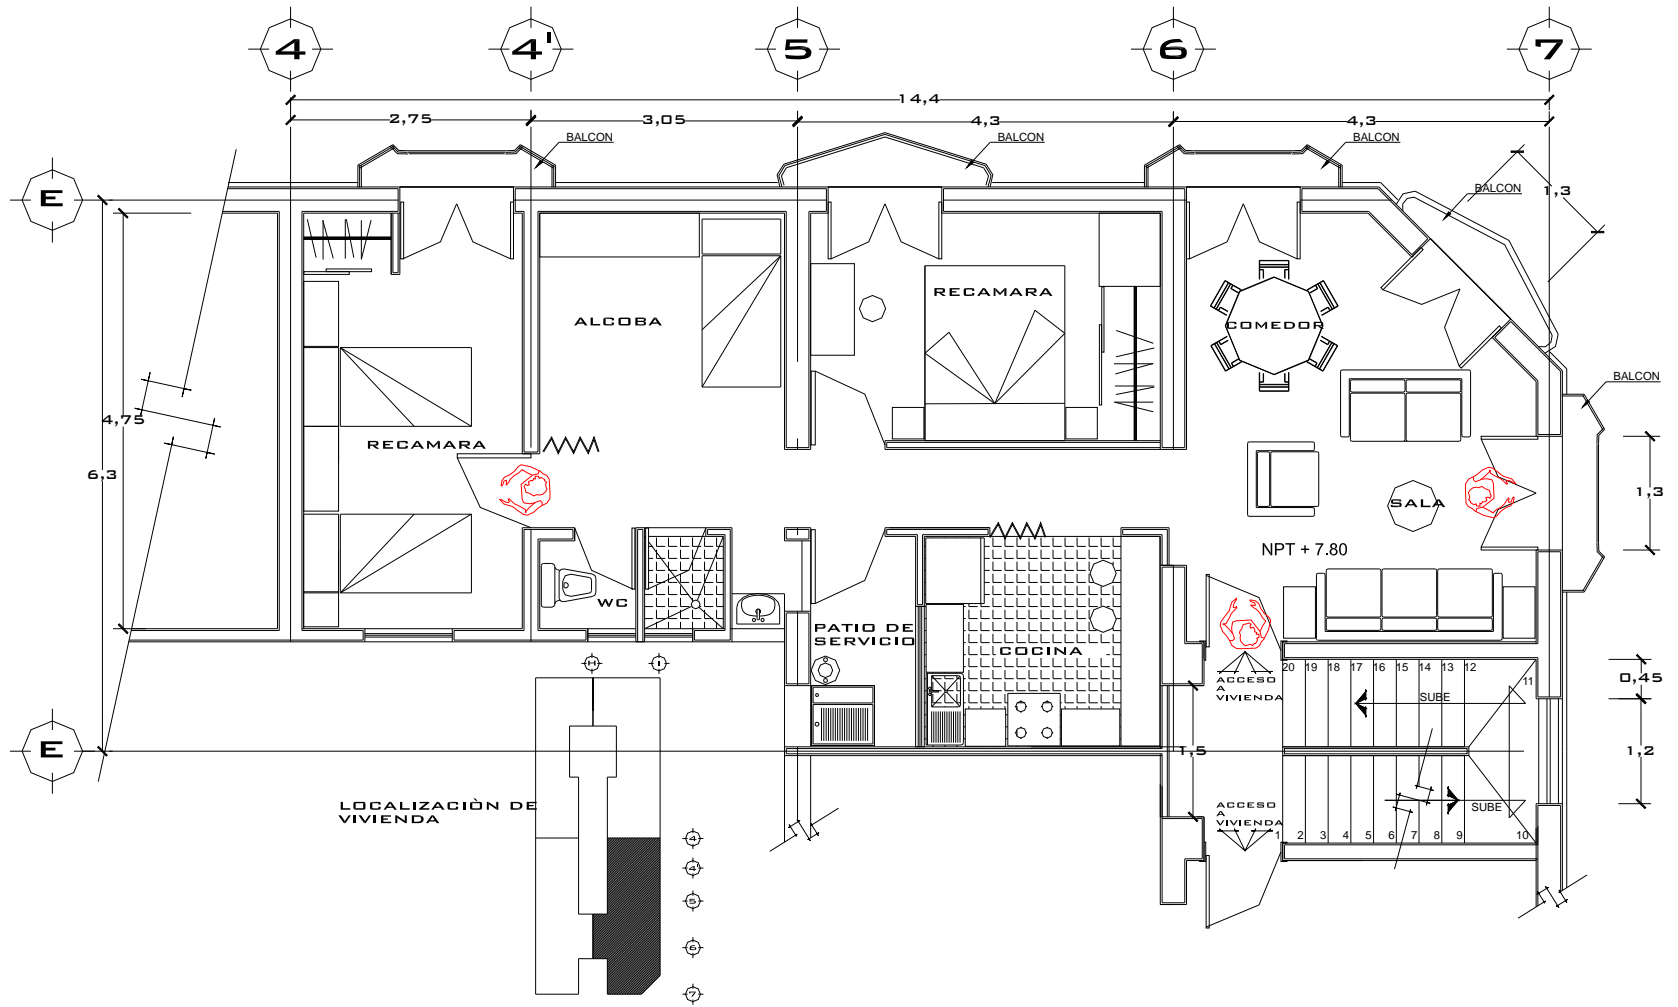 4 4' 5 6 7
14,4
2,75 3,05 4,3 4,3
BALCON BALCON BALCON
E
BALCON
1,3
RECAMARA
ALCOBA
COMEDOR
BALCON
4,75
RECAMARA
6,3
1,3
SALA
NPT + 7.80
WC
PATIO DE
SERVICIO
COCINA
H I
ACCESO
A
VIVIENDA
20 19 18 17 16 15 14 13 12
11
0,45
SUBE
E
1,5
1,2
LOCALIZACIÒN DE
VIVIENDA
ACCESO
A
VIVIENDA
SUBE
1 2 3 4 5 6 7 8 9 10
4
4'
5
6
7